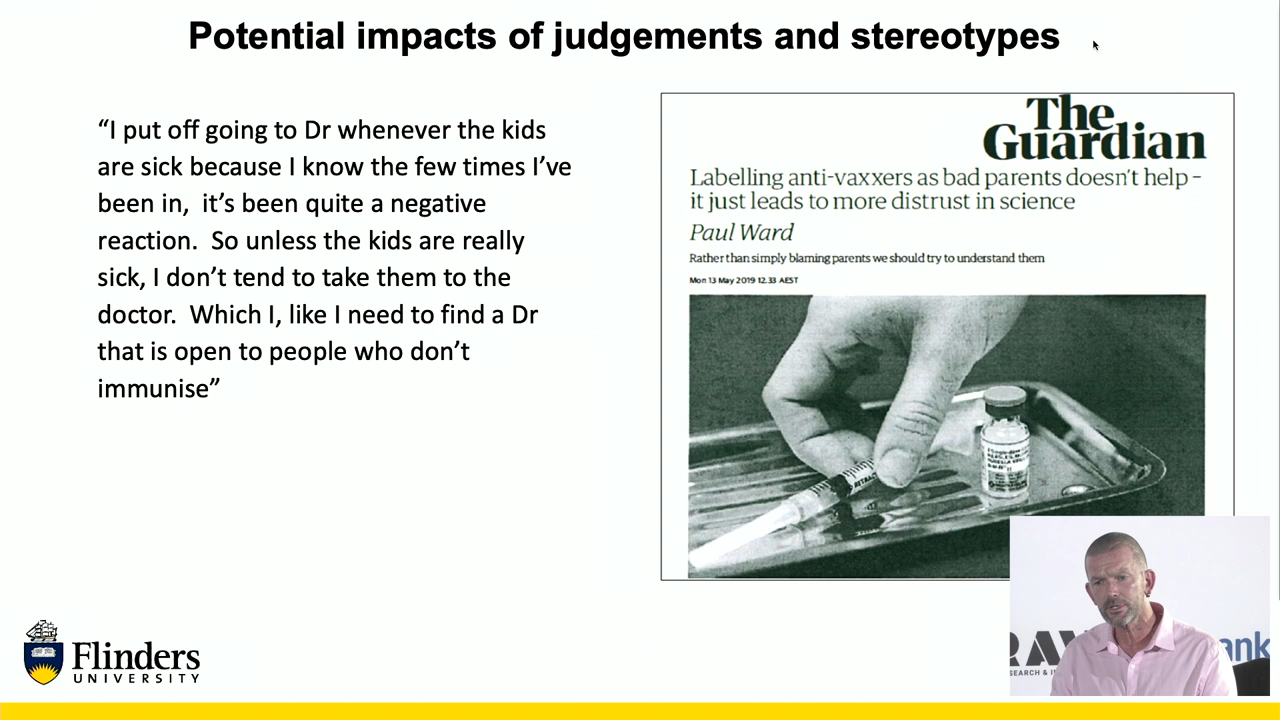 Potential impacts of judgements and stereotypes
“I put off going to Dr whenever the kids
are sick because I know the few times I’ve
been in,  it’s been quite a negative
reaction.  So unless the kids are really
sick, I don’t tend to take them to the
doctor.  Which I, like I need to find a Dr
that is open to people who don’t
immunise”
The
Guardian
Labelling anti-vaxxers as bad parents doesn’t help –
it just leads to more distrust in science
Paul Ward
Rather than simply blaming parents we should try to understand them
Mon 13 May 2019 12.33 AEST
Flinders
UNIVERSITY